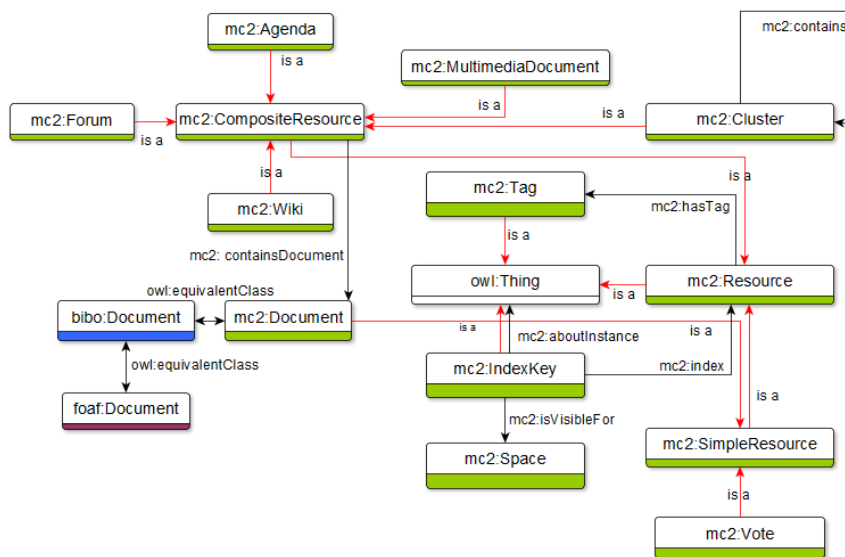 mc2:Agenda
mc2:contains
is a
mc2:MultimediaDocument
is a
is a
mc2:Forum
mc2:CompositeResource
mc2:Cluster
is a
is a
is a
mc2:Tag
mc2:Wiki
mc2:hasTag
is a
mc2: containsDocument
owl:Thing
mc2:Resource
owl:equivalentClass
is a
bibo:Document
mc2:Document
is a
mc2:aboutInstance
is a
owl:equivalentClass
mc2:IndexKey
mc2:index
is a
foaf:Document
mc2:isVisibleFor
mc2:SimpleResource
mc2:Space
is a
mc2:Vote